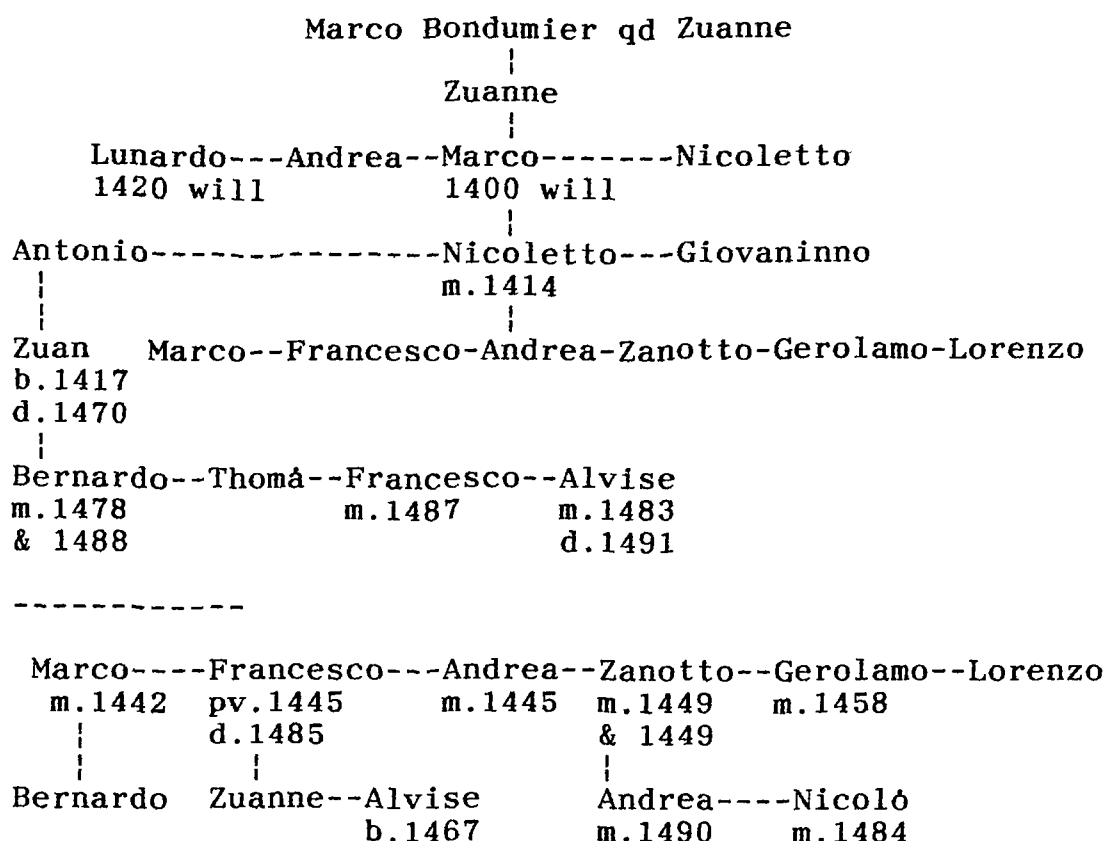 Marco Bondumier qd Zuanne
Zuanne
Lunardo---Andrea--Marco-------Nicoletto
1420 will 1400 will
Antonio---------------Nicoletto---Giovaninno
m.1414
Zuan Marco--Francesco-Andrea-Zanotto-Gerolamo-Lorenzo
b.1417
d.1470
Bernardo--Thomá--Francesco--Alvise
m.1478 m.1487 m.1483
& 1488 d.1491
------------
Marco----Francesco---Andrea--Zanotto--Gerolamo--Lorenzo
m.1442 pv.1445 m.1445 m.1449 m.1458
d.1485 & 1449
Bernardo Zuanne--Alvise Andrea----Nicoló
b.1467 m.1490 m.1484